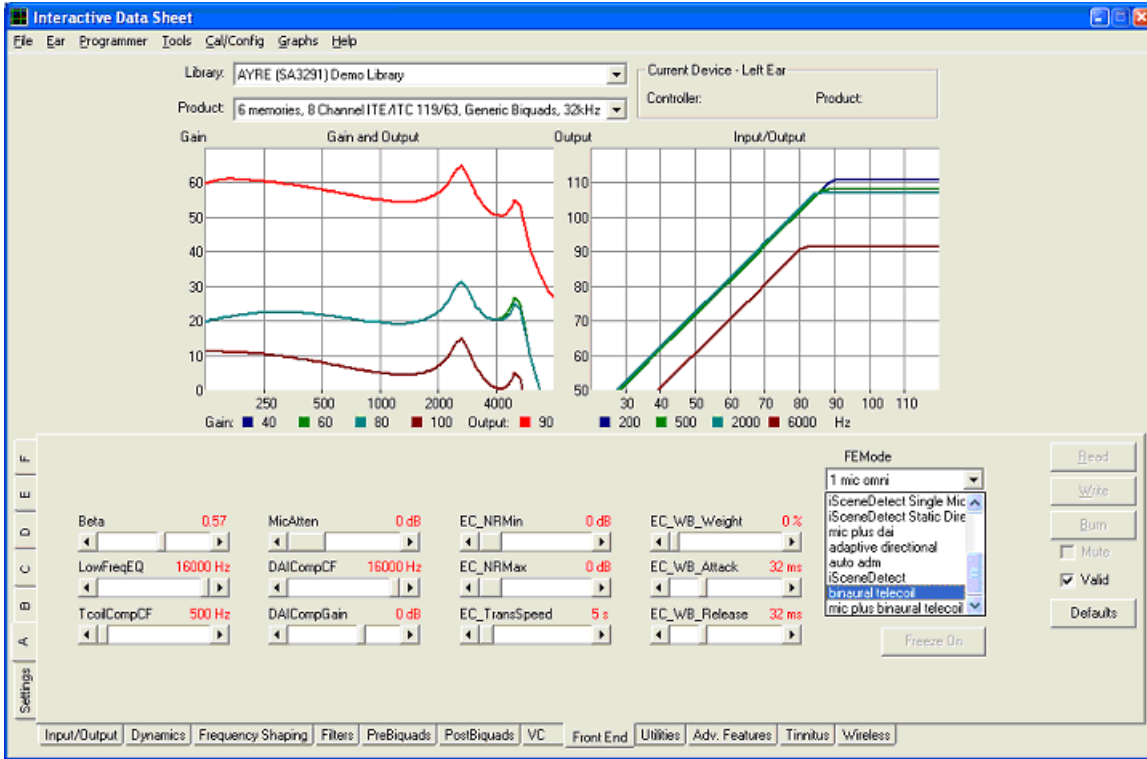 Interactive Data Sheet
File Ear Programmer Tools Cal/Config Graphs Help
Library: AYRE (SA3291) Demo Library
Current Device - Left Ear
Product: 6 memories, 8 Channel ITE/ITC 119/63, Generic Biquads, 32kHz
Controller: Product:
Gain Gain and Output Output Input/Output
60
50
40
30
20
10
0
110
100
90
80
70
60
50
250 500 1000 2000 4000
30 40 50 60 70 80 90 100 110
Gain: 40 60 80 100 Output: 90
200 500 2000 6000 Hz
F
E
D
C
B
A
Settings
FEMode
1 mic omni
iSceneDetect Single Mic
iSceneDetect Static Dire
mic plus dai
adaptive directional
auto adm
iSceneDetect
binaural telecoil
mic plus binaural telecoil
Beta 0.57
MicAtten 0 dB
EC_NRMin 0 dB
EC_WB_Weight 0 %
LowFreqEQ 16000 Hz
DAICompCF 16000 Hz
EC_NRMax 0 dB
EC_WB_Attack 32 ms
TcoilCompCF 500 Hz
DAICompGain 0 dB
EC_TransSpeed 5 s
EC_WB_Release 32 ms
Freeze On
Read
Write
Burn
Mute
Valid
Defaults
Input/Output Dynamics Frequency Shaping Filters PreBiquads PostBiquads VC Front End Utilities Adv. Features Tinnitus Wireless